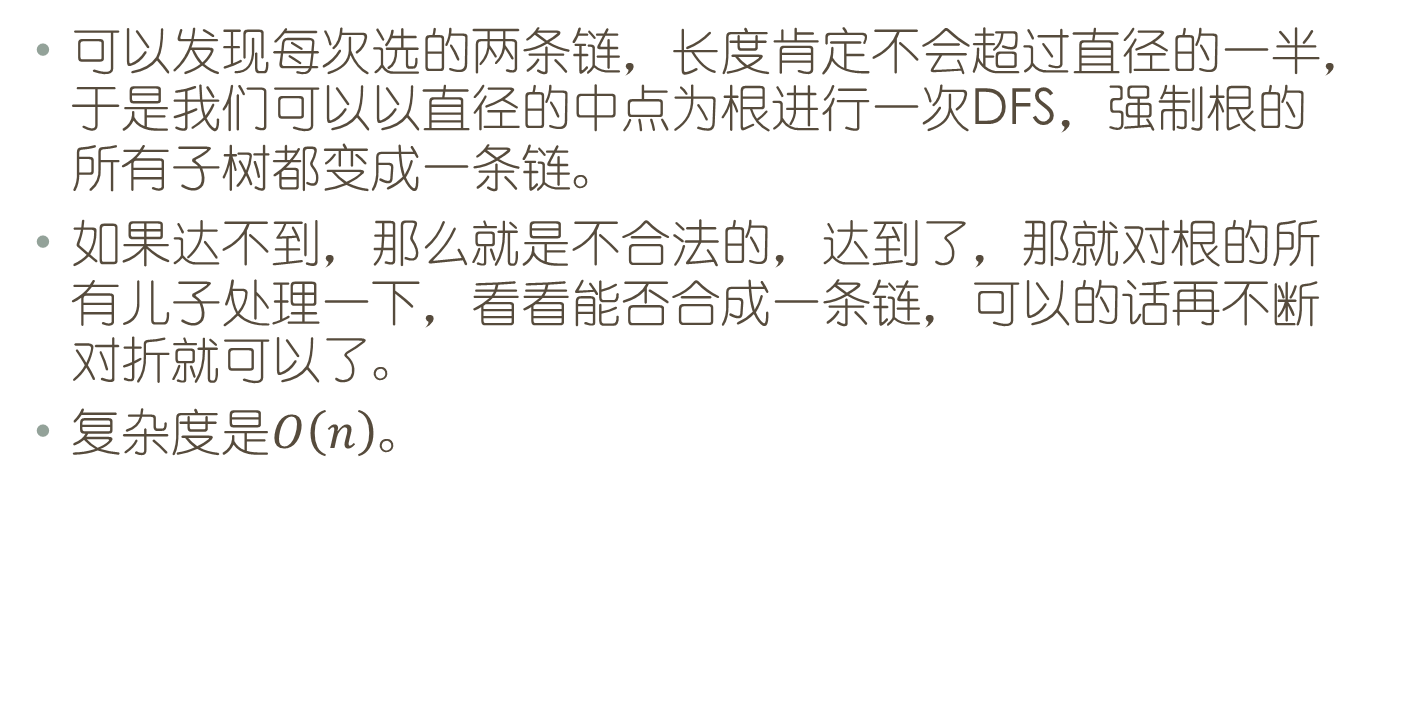 • 可以发现每次选的两条链，长度肯定不会超过直径的一半，
于是我们可以以直径的中点为根进行一次DFS，强制根的
所有子树都变成一条链。
• 如果达不到，那么就是不合法的，达到了，那就对根的所
有儿子处理一下，看看能否合成一条链，可以的话再不断
对折就可以了。
• 复杂度是O(n)。